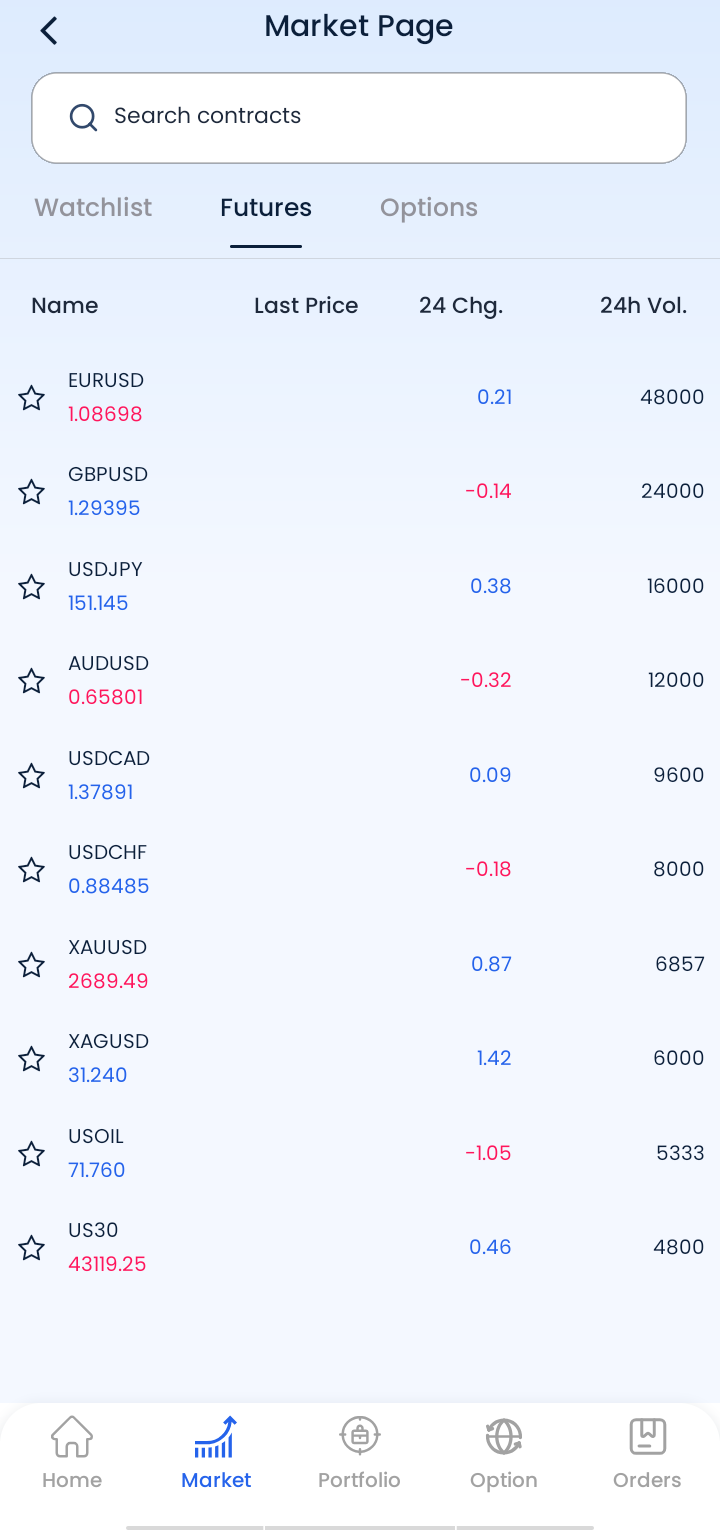 Market Page
Search contracts
Watchlist Futures Options
Name Last Price 24 Chg. 24h Vol.
EURUSD
1.08698 0.21 48000
GBPUSD
1.29395 -0.14 24000
USDJPY
151.145 0.38 16000
AUDUSD
0.65801 -0.32 12000
USDCAD
1.37891 0.09 9600
USDCHF
0.88485 -0.18 8000
XAUUSD
2689.49 0.87 6857
XAGUSD
31.240 1.42 6000
USOIL
71.760 -1.05 5333
US30
43119.25 0.46 4800
Home Market Portfolio Option Orders